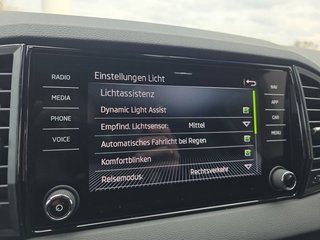 Einstellungen Licht
RADIO
MEDIA
PHONE
VOICE
Lichtassistenz
Dynamic Light Assist
Empfind. Lichtsensor: Mittel
Automatisches Fahrlicht bei Regen
Komfortblinken
Reisemodus: Rechtsverkehr
NAV
APP
CAR
MENU